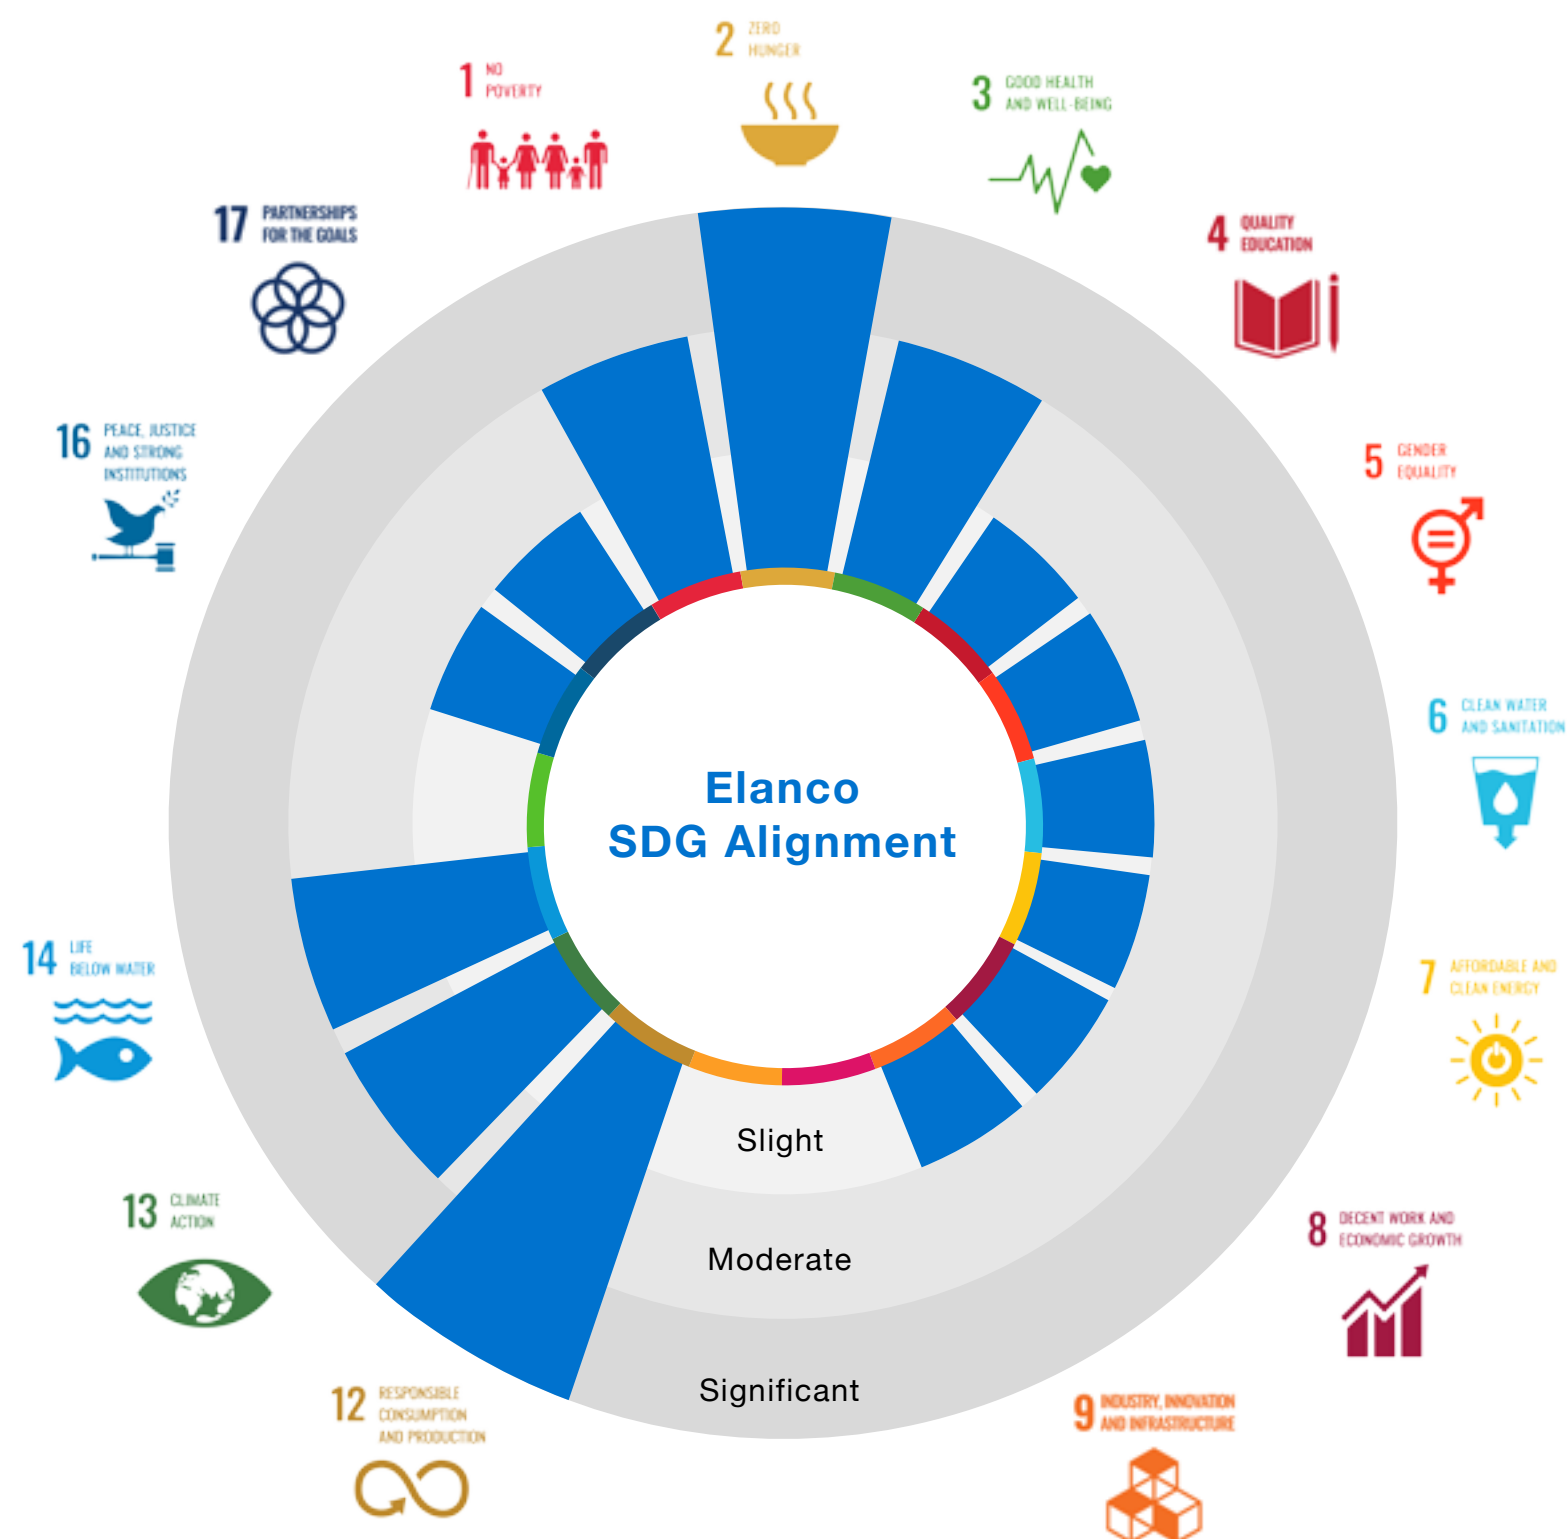 1 NO
POVERTY
2 ZERO
HUNGER
3 GOOD HEALTH
AND WELL-BEING
4 QUALITY
EDUCATION
5 GENDER
EQUALITY
6 CLEAN WATER
AND SANITATION
7 AFFORDABLE AND
CLEAN ENERGY
8 DECENT WORK AND
ECONOMIC GROWTH
9 INDUSTRY, INNOVATION
AND INFRASTRUCTURE
12 RESPONSIBLE
CONSUMPTION
AND PRODUCTION
13 CLIMATE
ACTION
14 LIFE
BELOW WATER
16 PEACE, JUSTICE
AND STRONG
INSTITUTIONS
17 PARTNERSHIPS
FOR THE GOALS
Elanco
SDG Alignment
Slight
Moderate
Significant